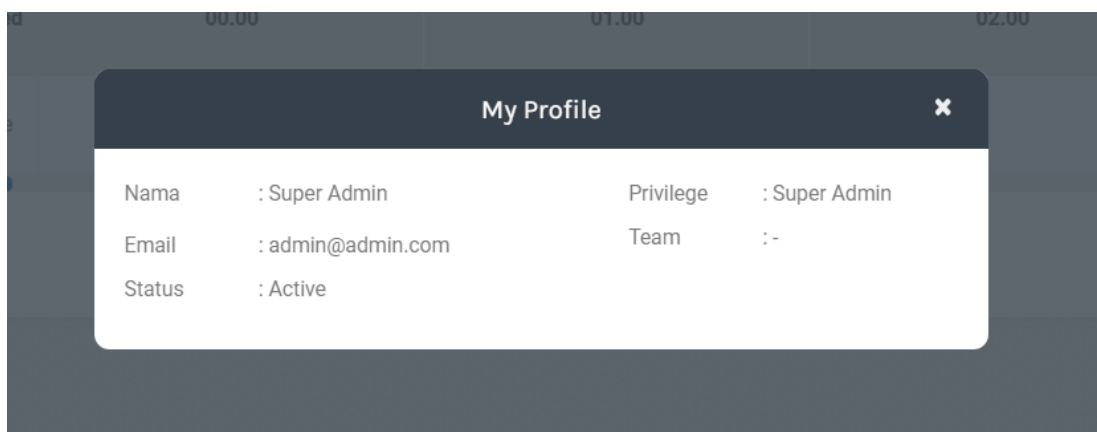 00.00 01.00 02.00
My Profile
Nama : Super Admin
Email : admin@admin.com
Status : Active
Privilege : Super Admin
Team : -